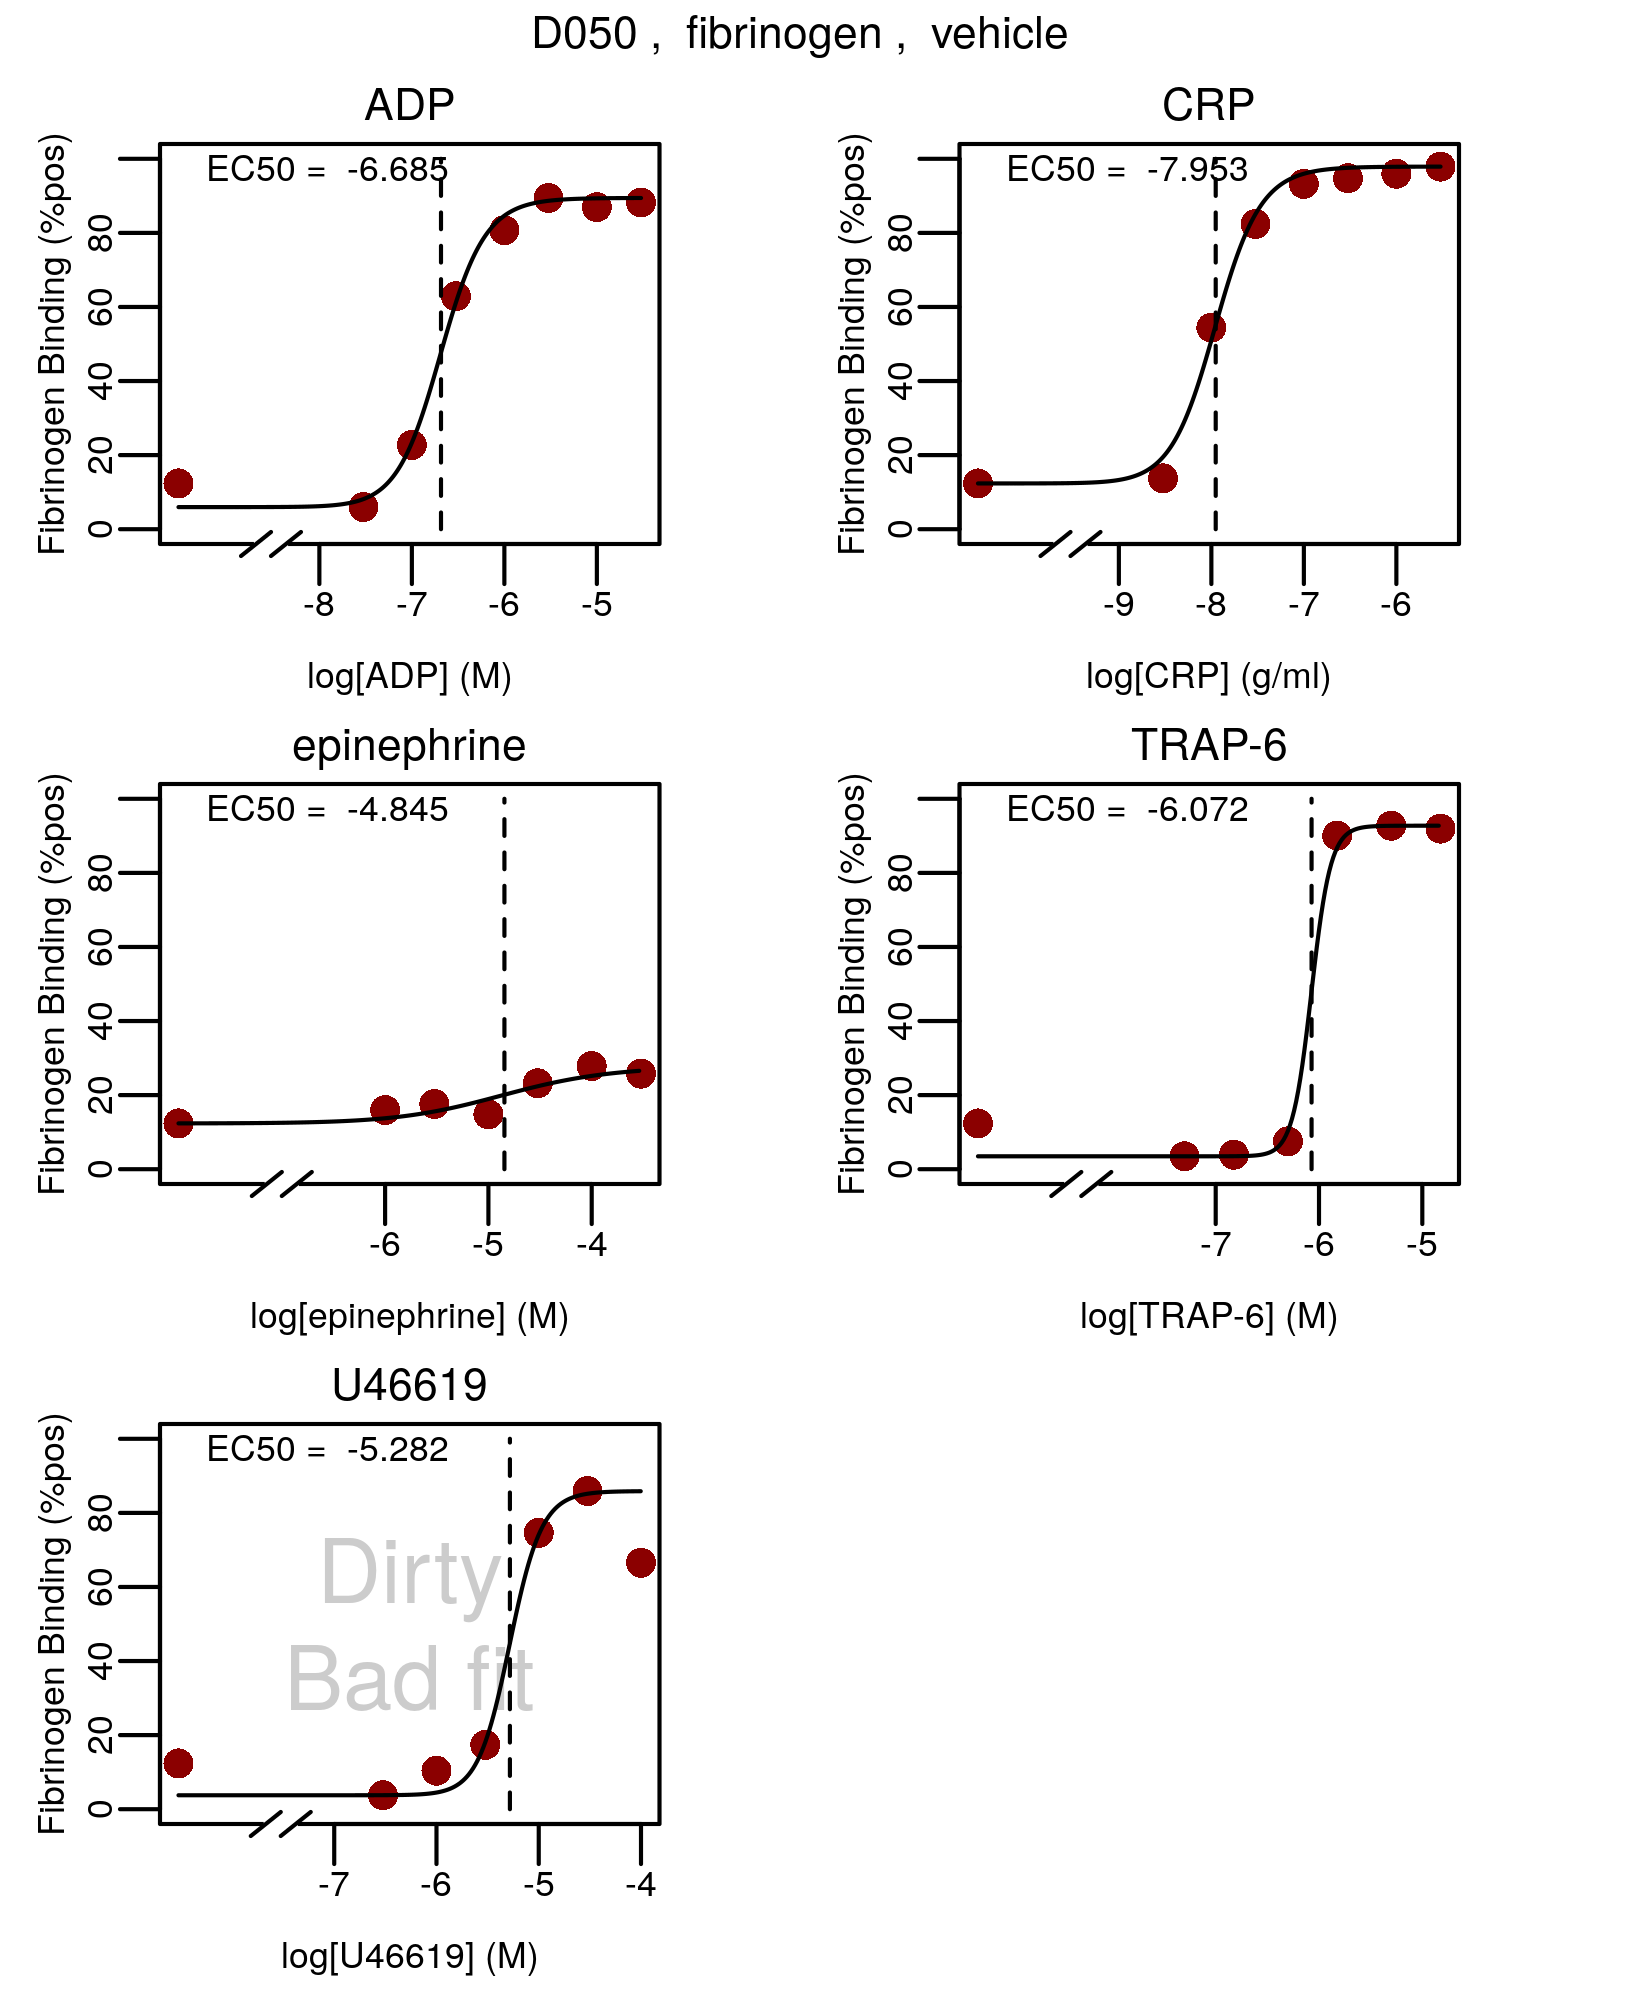 D050 , fibrinogen , vehicle
ADP
EC50 = -6.685
Fibrinogen Binding (%pos)
80
60
40
20
0
-8 -7 -6 -5
log[ADP] (M)
CRP
EC50 = -7.953
Fibrinogen Binding (%pos)
80
60
40
20
0
-9 -8 -7 -6
log[CRP] (g/ml)
epinephrine
EC50 = -4.845
Fibrinogen Binding (%pos)
80
60
40
20
0
-6 -5 -4
log[epinephrine] (M)
TRAP-6
EC50 = -6.072
Fibrinogen Binding (%pos)
80
60
40
20
0
-7 -6 -5
log[TRAP-6] (M)
U46619
EC50 = -5.282
Fibrinogen Binding (%pos)
80
60
40
20
0
Dirty
Bad fit
-7 -6 -5 -4
log[U46619] (M)